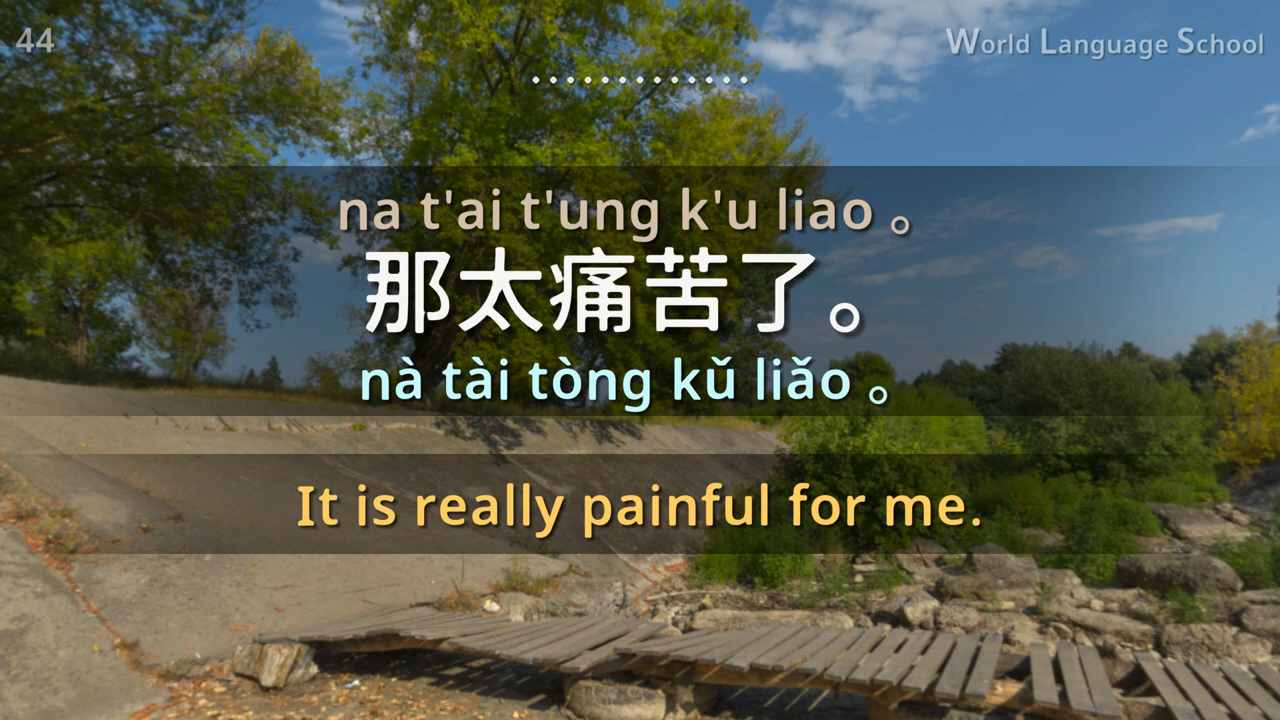 44
World Language School
na t'ai t'ung k'u liao 。
那太痛苦了。
nà tài tòng kǔ liǎo 。
It is really painful for me.